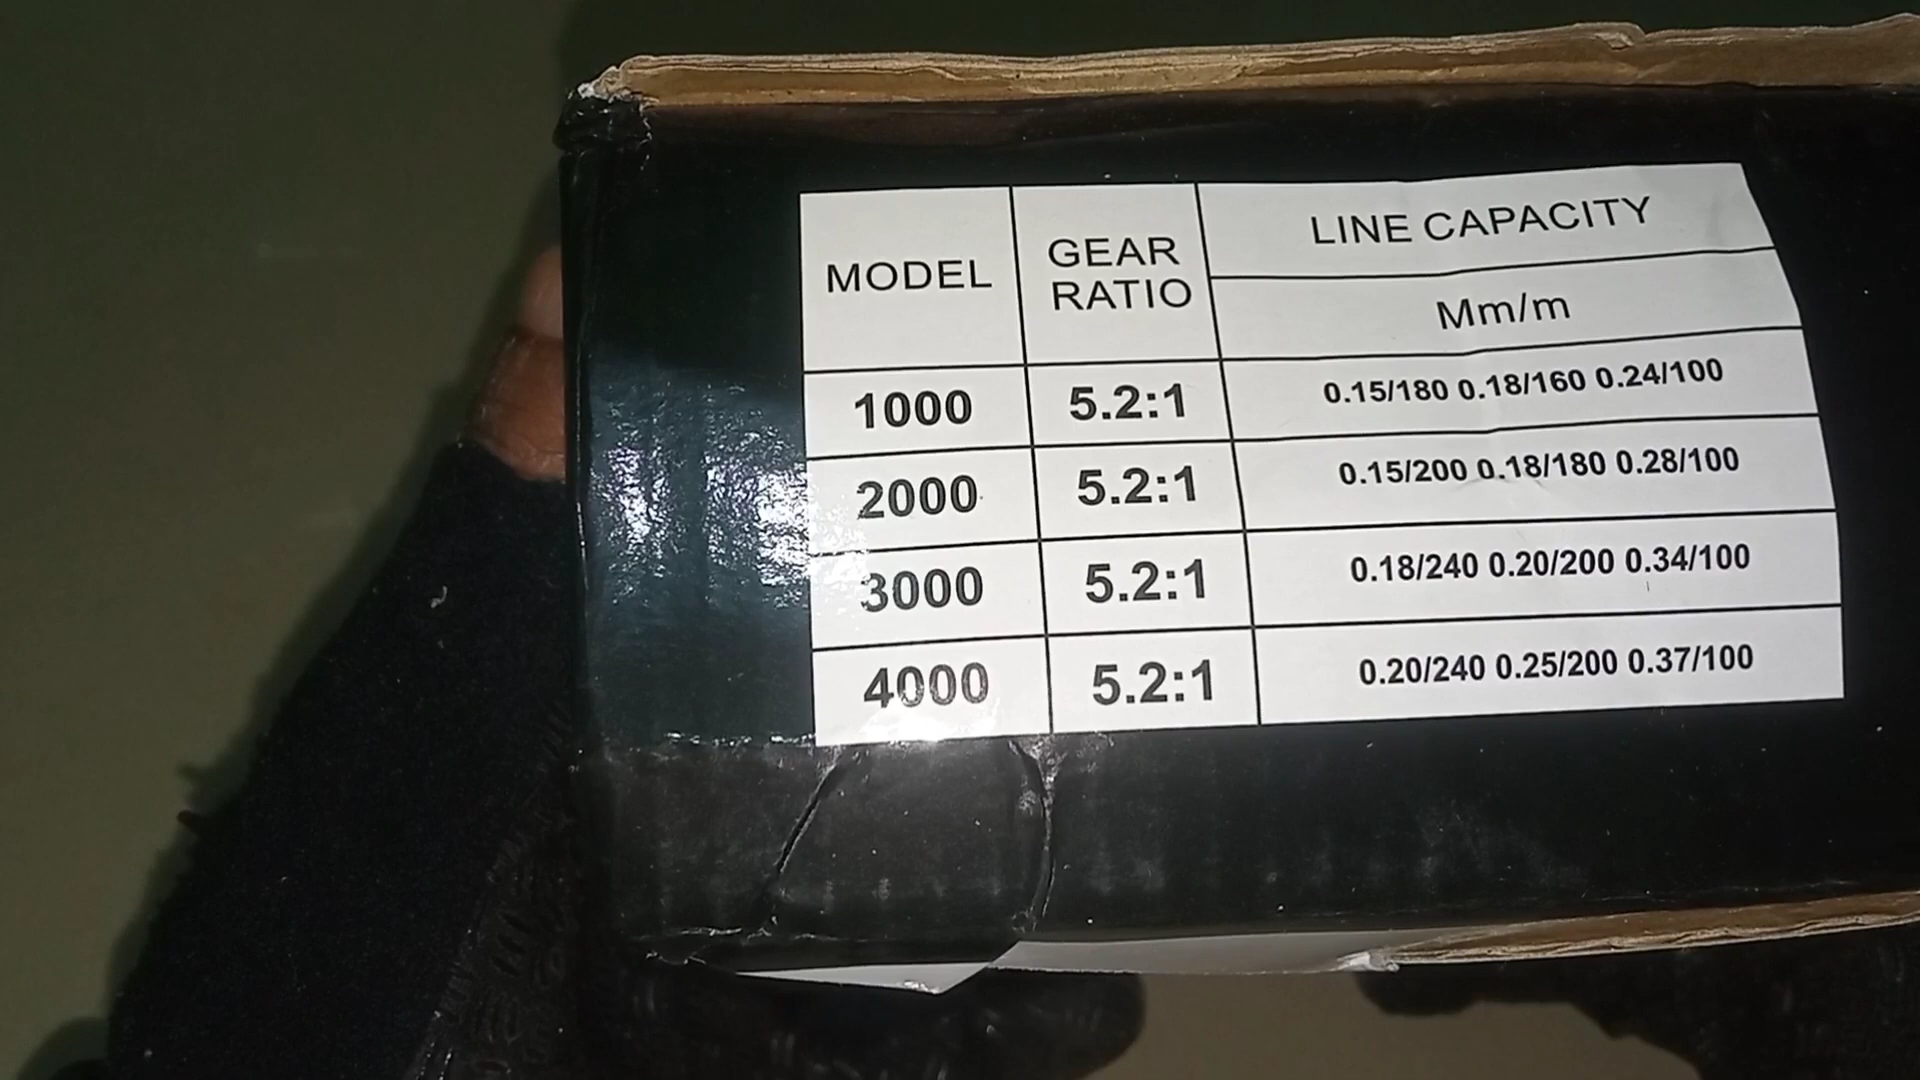 MODEL GEAR RATIO LINE CAPACITY
Mm/m
1000 5.2:1 0.15/180 0.18/160 0.24/100
2000 5.2:1 0.15/200 0.18/180 0.28/100
3000 5.2:1 0.18/240 0.20/200 0.34/100
4000 5.2:1 0.20/240 0.25/200 0.37/100